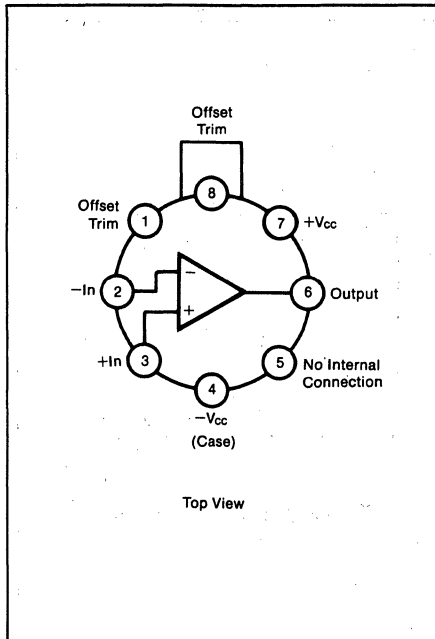 Offset
Trim
8
Offset
Trim
1
7
+Vcc
−In
2
−
6
Output
+
+In
3
5
No Internal
Connection
4
−Vcc
(Case)
Top View